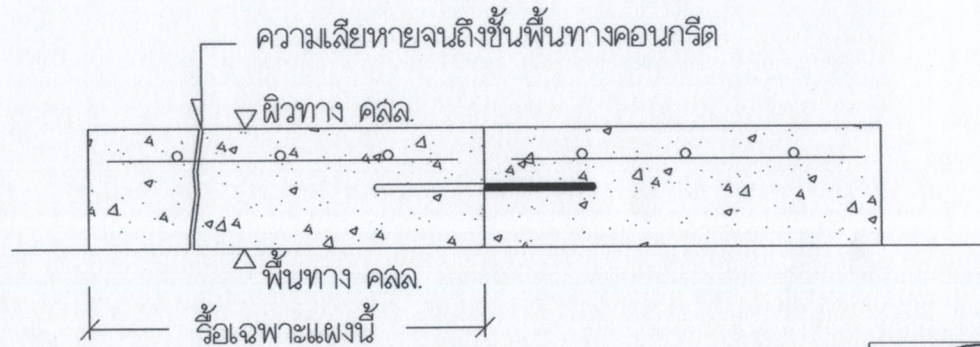 ความเสียหายจนถึงชั้นพื้นทางคอนกรีต
ผิวทาง คสล.
พื้นทาง คสล.
รื้อเฉพาะแผงนี้